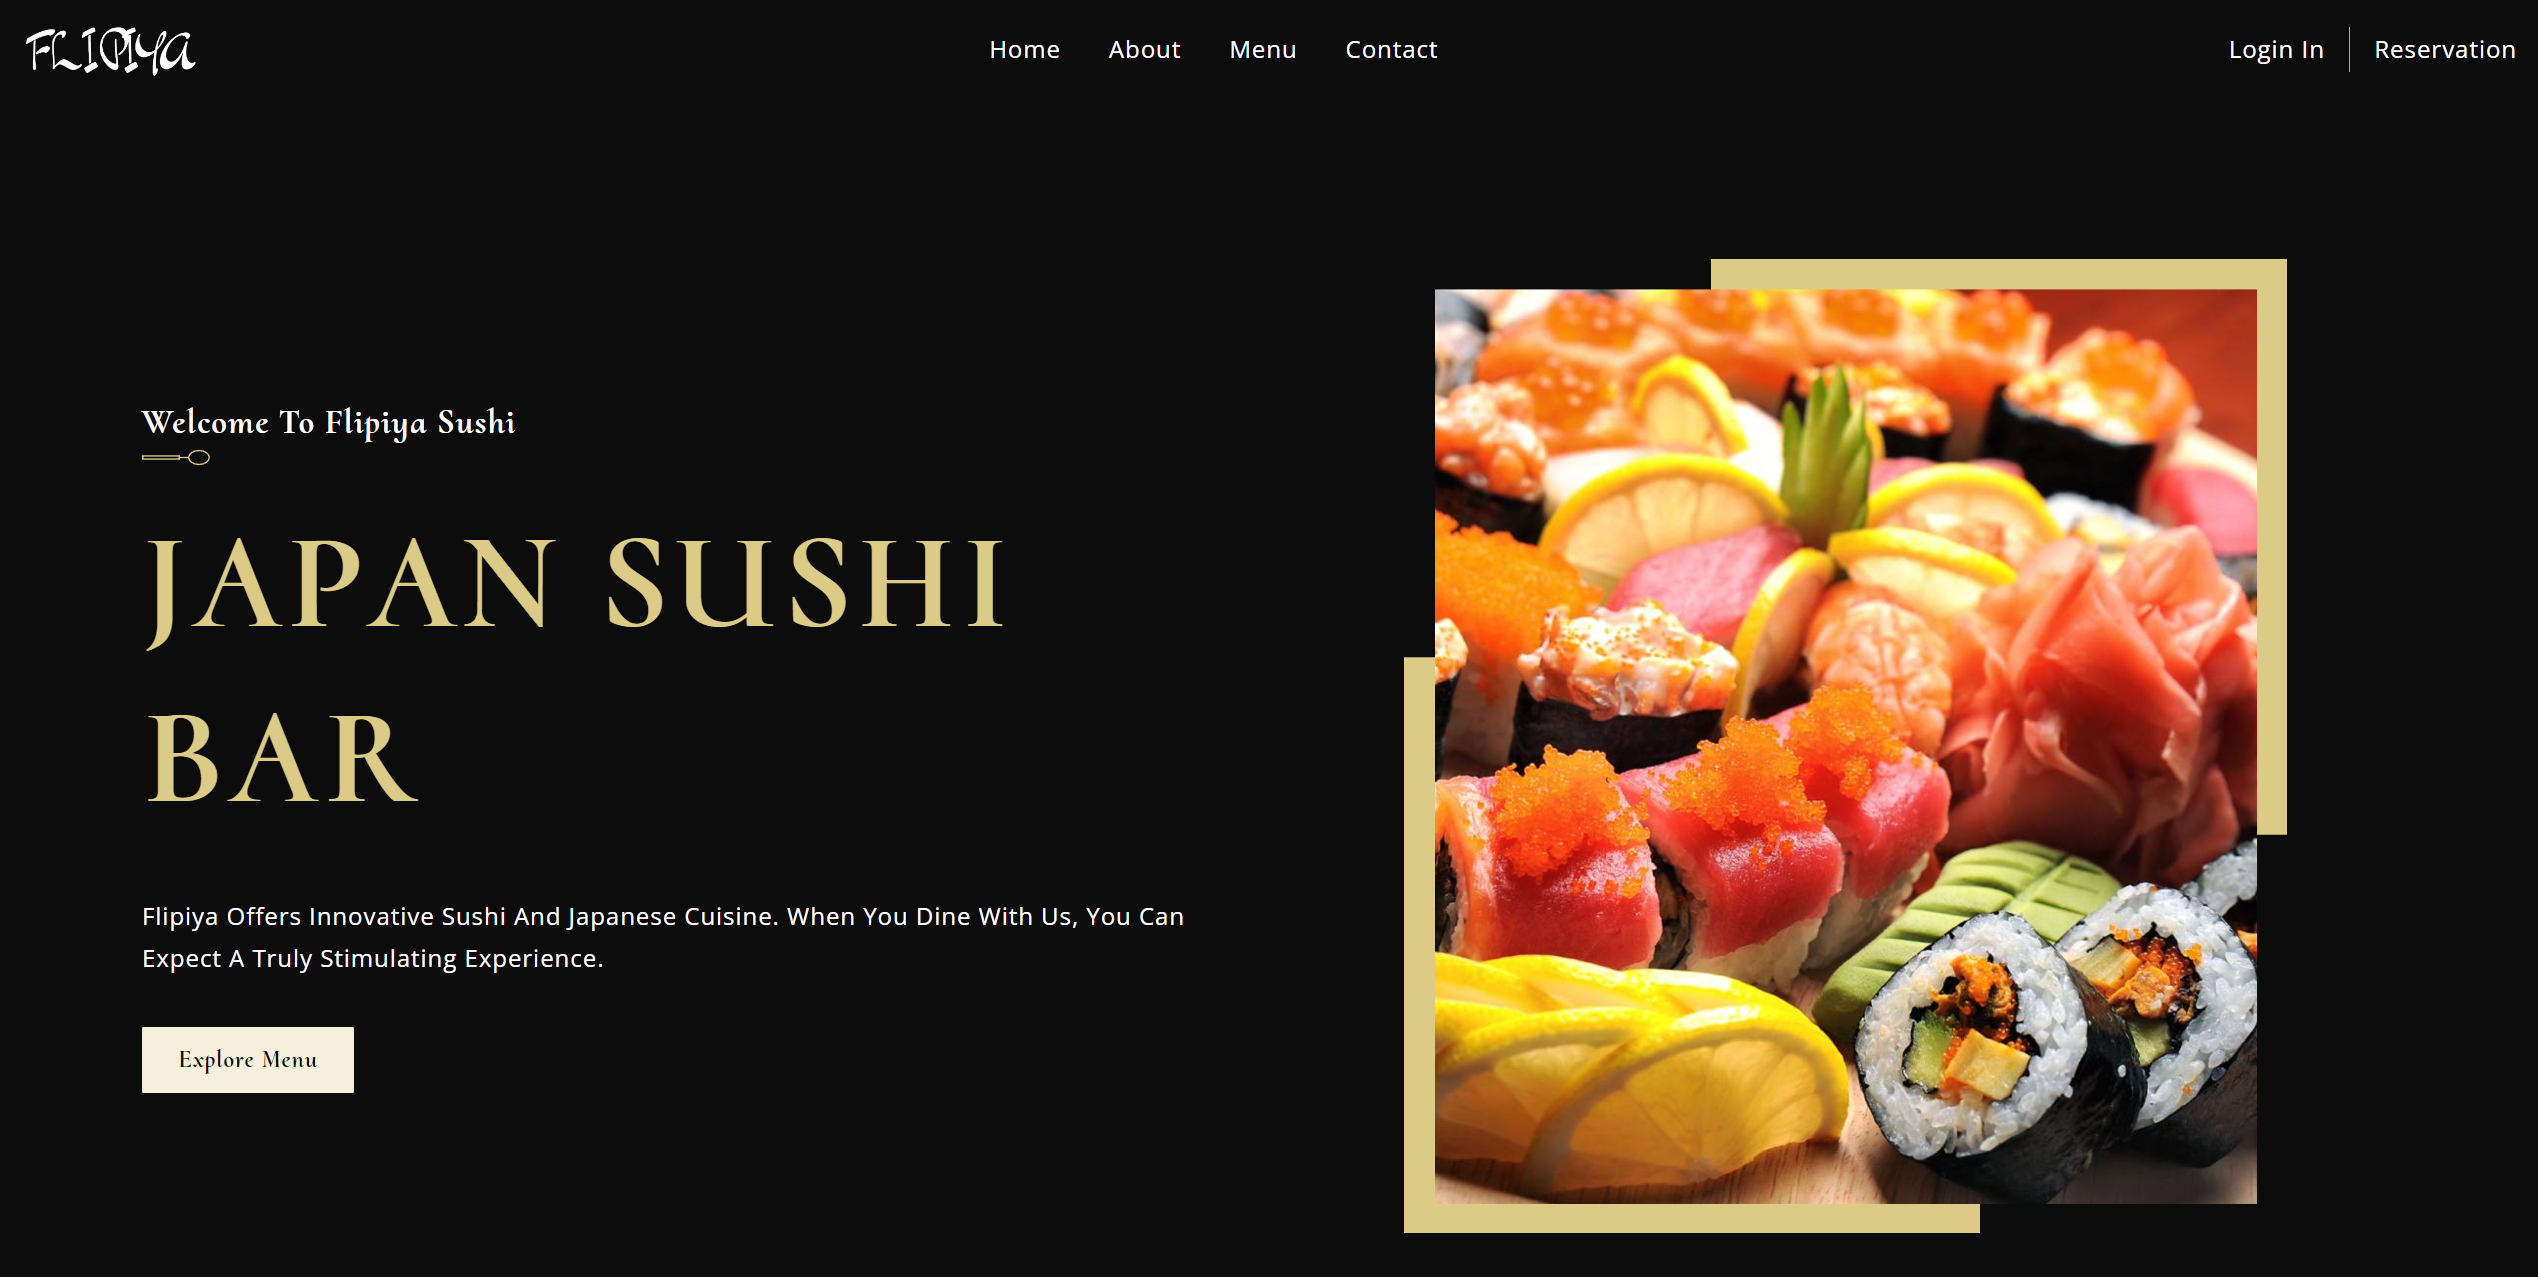 FLIPIYA
Home About Menu Contact
Login In Reservation
Welcome To Flipiya Sushi
JAPAN SUSHI
BAR
Flipiya Offers Innovative Sushi And Japanese Cuisine. When You Dine With Us, You Can
Expect A Truly Stimulating Experience.
Explore Menu